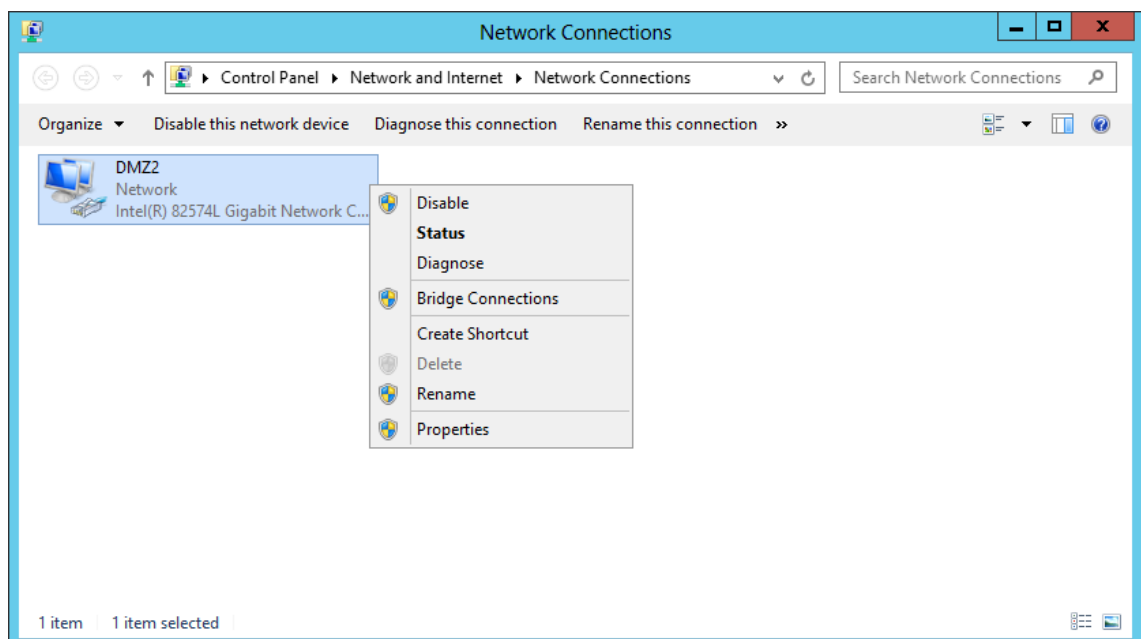 Network Connections
Control Panel Network and Internet Network Connections
Search Network Connections
Organize Disable this network device Diagnose this connection Rename this connection »
DMZ2
Network
Intel(R) 82574L Gigabit Network C...
Disable
Status
Diagnose
Bridge Connections
Create Shortcut
Delete
Rename
Properties
1 item 1 item selected